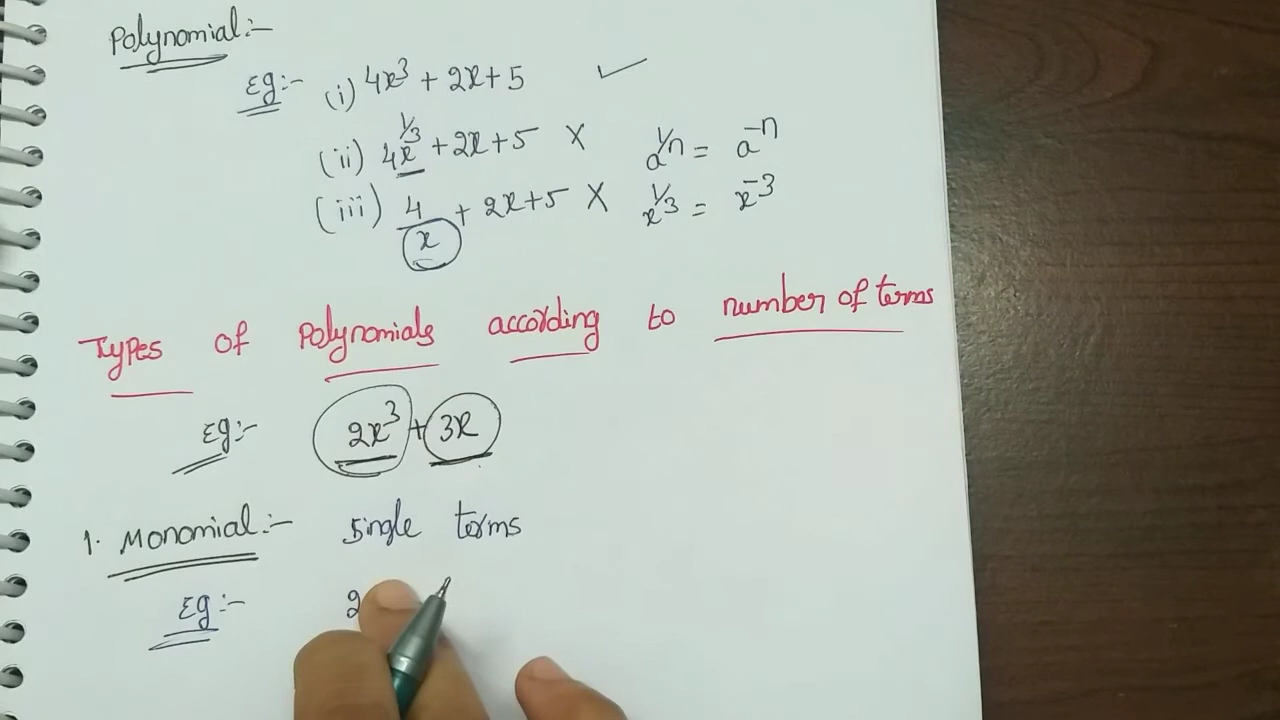 Polynomial:-
Eg:- (i) 4x³ + 2x + 5 ✓
(ii) 4x^1/3 + 2x + 5 X a^1/n = a^-n
(iii) 4/x + 2x + 5 X x^1/3 = x^-3
Types of Polynomials according to number of terms
Eg:- 2x³ + 3x
1. Monomial:- Single terms
Eg:- 2